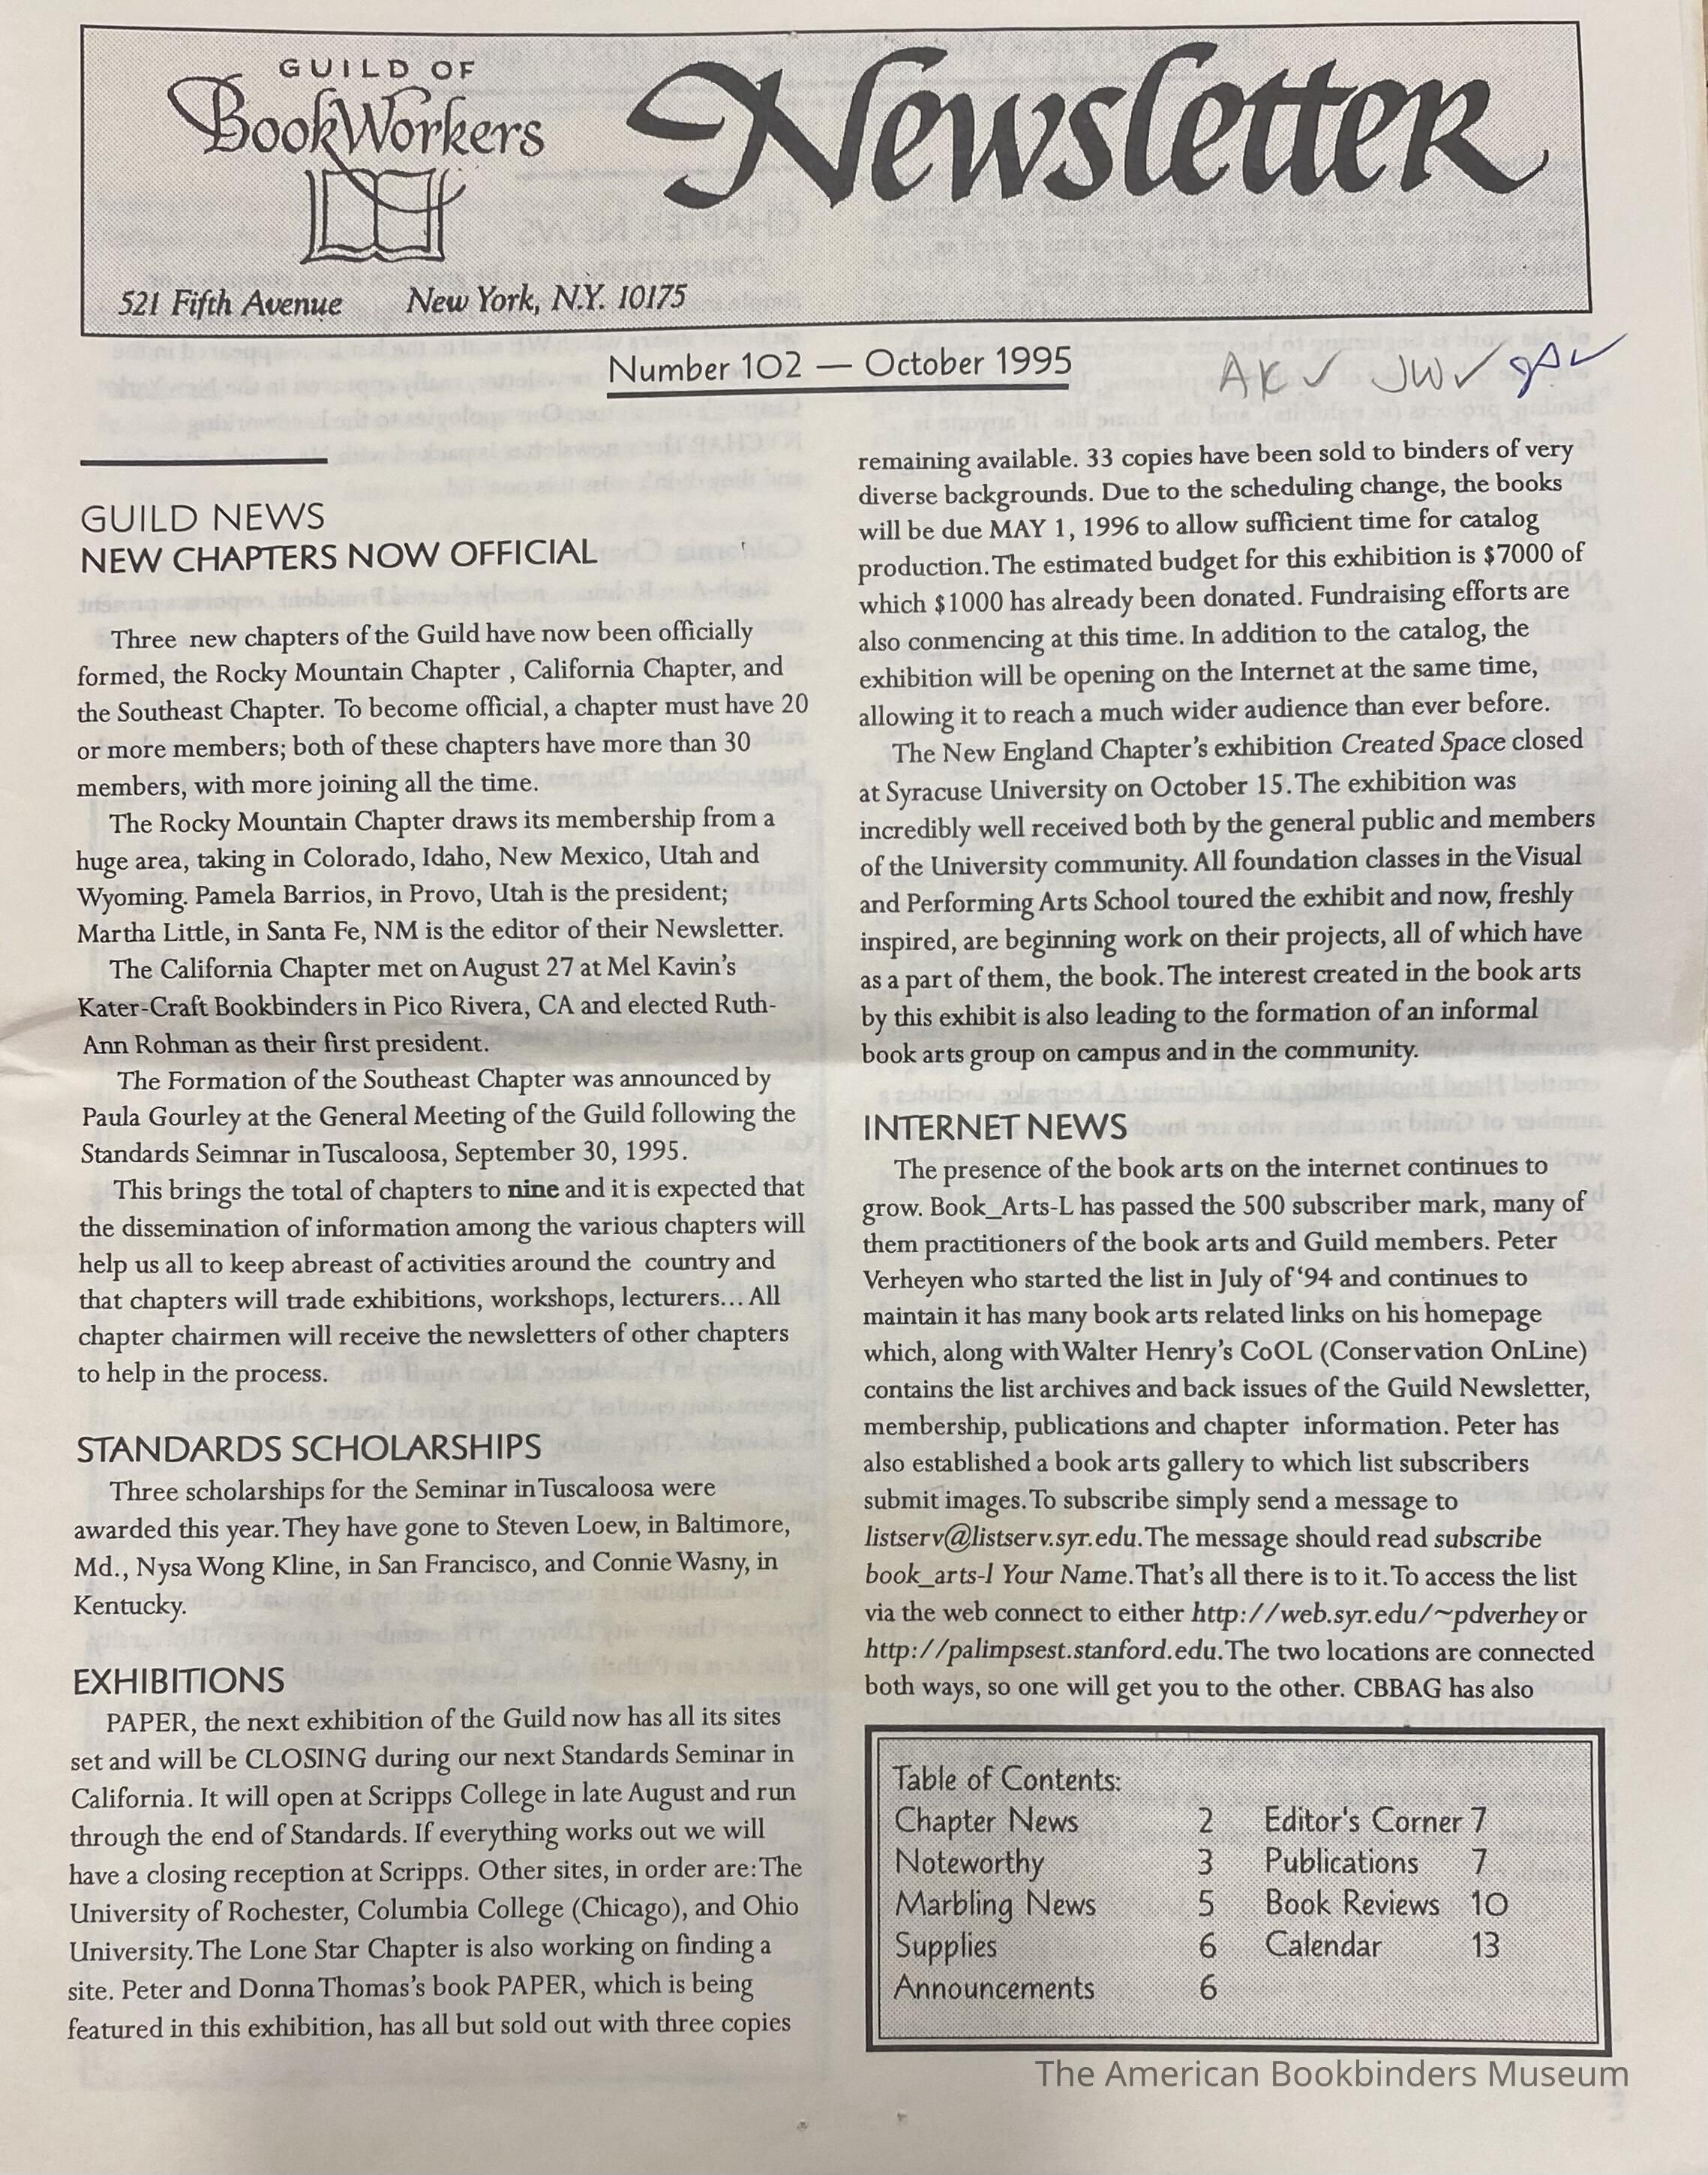 GUILD OF
BookWorkers
Newsletter
521 Fifth Avenue New York, N.Y. 10175
Number 102 — October 1995
AK ✓ JW ✓
GUILD NEWS
NEW CHAPTERS NOW OFFICIAL
Three new chapters of the Guild have now been officially
formed, the Rocky Mountain Chapter , California Chapter, and
the Southeast Chapter. To become official, a chapter must have 20
or more members; both of these chapters have more than 30
members, with more joining all the time.
The Rocky Mountain Chapter draws its membership from a
huge area, taking in Colorado, Idaho, New Mexico, Utah and
Wyoming. Pamela Barrios, in Provo, Utah is the president;
Martha Little, in Santa Fe, NM is the editor of their Newsletter.
The California Chapter met on August 27 at Mel Kavin's
Kater-Craft Bookbinders in Pico Rivera, CA and elected Ruth-
Ann Rohman as their first president.
The Formation of the Southeast Chapter was announced by
Paula Gourley at the General Meeting of the Guild following the
Standards Seimnar in Tuscaloosa, September 30, 1995.
This brings the total of chapters to nine and it is expected that
the dissemination of information among the various chapters will
help us all to keep abreast of activities around the country and
that chapters will trade exhibitions, workshops, lecturers... All
chapter chairmen will receive the newsletters of other chapters
to help in the process.
STANDARDS SCHOLARSHIPS
Three scholarships for the Seminar in Tuscaloosa were
awarded this year. They have gone to Steven Loew, in Baltimore,
Md., Nysa Wong Kline, in San Francisco, and Connie Wasny, in
Kentucky.
EXHIBITIONS
PAPER, the next exhibition of the Guild now has all its sites
set and will be CLOSING during our next Standards Seminar in
California. It will open at Scripps College in late August and run
through the end of Standards. If everything works out we will
have a closing reception at Scripps. Other sites, in order are: The
University of Rochester, Columbia College (Chicago), and Ohio
University. The Lone Star Chapter is also working on finding a
site. Peter and Donna Thomas's book PAPER, which is being
featured in this exhibition, has all but sold out with three copies
remaining available. 33 copies have been sold to binders of very
diverse backgrounds. Due to the scheduling change, the books
will be due MAY 1, 1996 to allow sufficient time for catalog
production. The estimated budget for this exhibition is $7000 of
which $1000 has already been donated. Fundraising efforts are
also conmencing at this time. In addition to the catalog, the
exhibition will be opening on the Internet at the same time,
allowing it to reach a much wider audience than ever before.
The New England Chapter's exhibition Created Space closed
at Syracuse University on October 15. The exhibition was
incredibly well received both by the general public and members
of the University community. All foundation classes in the Visual
and Performing Arts School toured the exhibit and now, freshly
inspired, are beginning work on their projects, all of which have
as a part of them, the book. The interest created in the book arts
by this exhibit is also leading to the formation of an informal
book arts group on campus and in the community.
INTERNET NEWS
The presence of the book arts on the internet continues to
grow. Book_Arts-L has passed the 500 subscriber mark, many of
them practitioners of the book arts and Guild members. Peter
Verheyen who started the list in July of '94 and continues to
maintain it has many book arts related links on his homepage
which, along with Walter Henry's CoOL (Conservation OnLine)
contains the list archives and back issues of the Guild Newsletter,
membership, publications and chapter information. Peter has
also established a book arts gallery to which list subscribers
submit images. To subscribe simply send a message to
listserv@listserv.syr.edu. The message should read subscribe
book_arts-l Your Name. That's all there is to it. To access the list
via the web connect to either http://web.syr.edu/~pdverhey or
http://palimpsest.stanford.edu. The two locations are connected
both ways, so one will get you to the other. CBBAG has also
Table of Contents:
Chapter News 2 Editor's Corner 7
Noteworthy 3 Publications 7
Marbling News 5 Book Reviews 10
Supplies 6 Calendar 13
Announcements 6
The American Bookbinders Museum